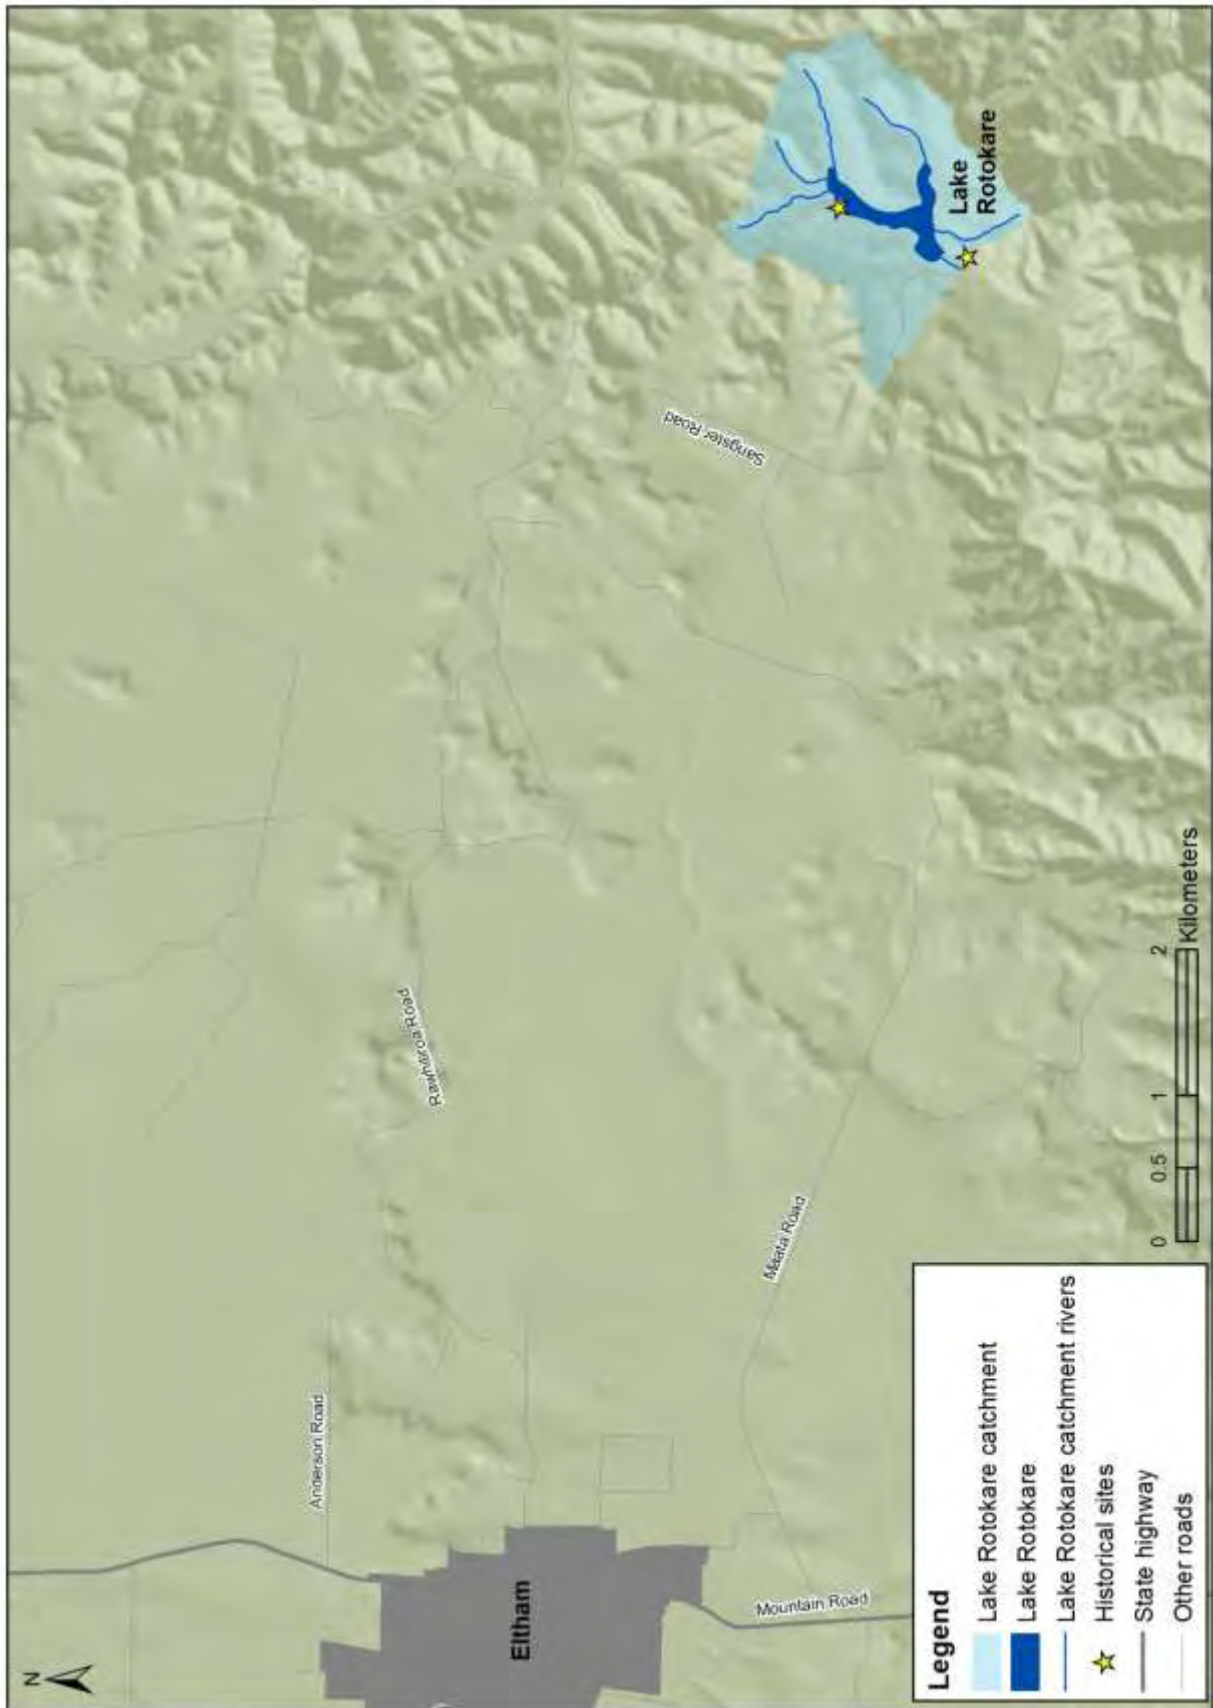 N
Anderson Road
Rawhitiroa Road
Sangster Road
Lake
Rotokare
Eltham
Maata Road
Mountain Road
Legend
Lake Rotokare catchment
Lake Rotokare
Lake Rotokare catchment rivers
Historical sites
State highway
Other roads
0 0.5 1 2
Kilometers